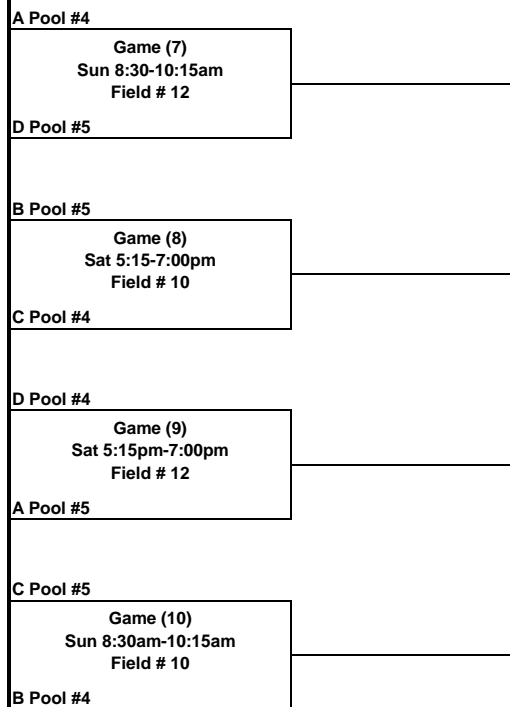 A Pool #4
Game (7)
Sun 8:30-10:15am
Field # 12
D Pool #5
B Pool #5
Game (8)
Sat 5:15-7:00pm
Field # 10
C Pool #4
D Pool #4
Game (9)
Sat 5:15pm-7:00pm
Field # 12
A Pool #5
C Pool #5
Game (10)
Sun 8:30am-10:15am
Field # 10
B Pool #4